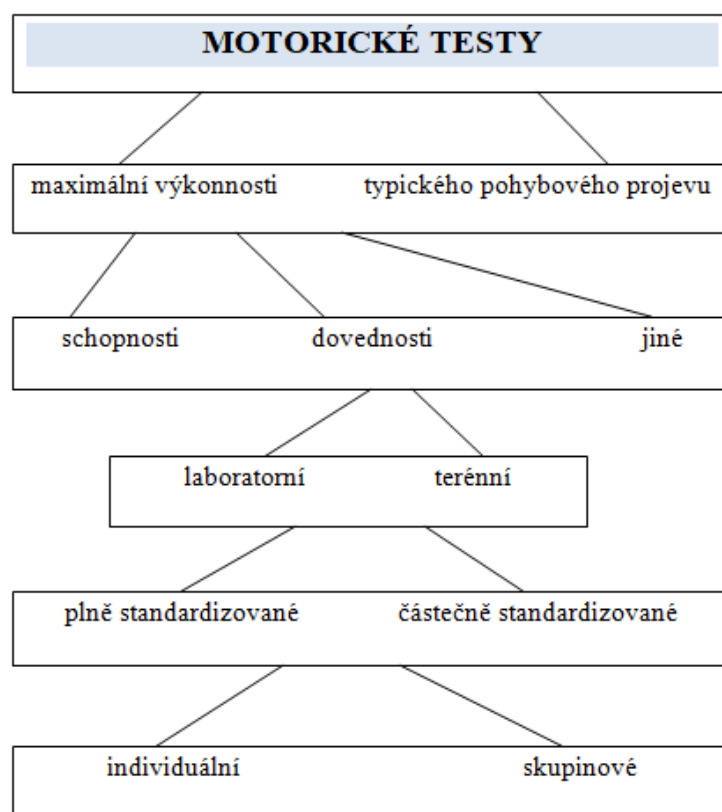 MOTORICKÉ TESTY
maximální výkonnosti typického pohybového projevu
schopnosti dovednosti jiné
laboratorní terénní
plně standardizované částečně standardizované
individuální skupinové